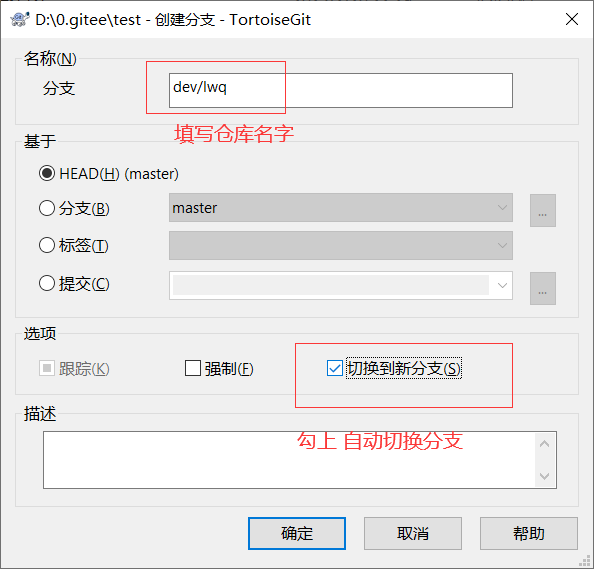 D:\0.gitee\test - 创建分支 - TortoiseGit
名称(N)
分支
dev/lwq
填写仓库名字
基于
HEAD(H) (master)
分支(B)
master
...
标签(T)
提交(C)
...
选项
跟踪(K)
强制(F)
切换到新分支(S)
描述
勾上 自动切换分支
确定
取消
帮助